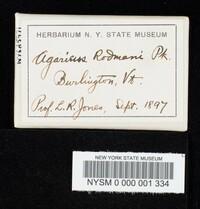 HERBARIUM N. Y. STATE MUSEUM
Agaricus Rodmani Pk.
Burlington, Vt.
Prof. L. R. Jones, Sept. 1897
NEW YORK STATE MUSEUM
NYSM 0 000 001 334